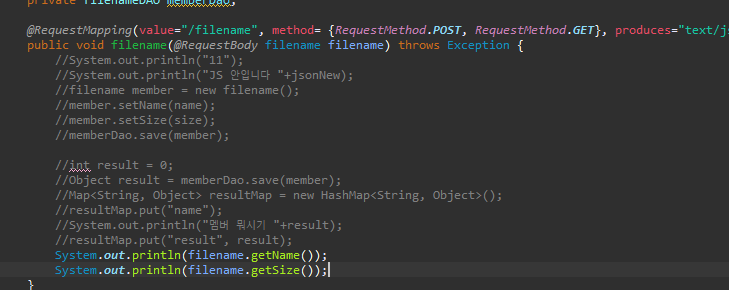 private filenameDAO memberDao;
@RequestMapping(value="/filename", method= {RequestMethod.POST, RequestMethod.GET}, produces="text/js
public void filename(@RequestBody filename filename) throws Exception {
//System.out.println("11");
//System.out.println("JS 안입니다 "+jsonNew);
//filename member = new filename();
//member.setName(name);
//member.setSize(size);
//memberDao.save(member);
//int result = 0;
//Object result = memberDao.save(member);
//Map<String, Object> resultMap = new HashMap<String, Object>();
//resultMap.put("name");
//System.out.println("멤버 뭐시기 "+result);
//resultMap.put("result", result);
System.out.println(filename.getName());
System.out.println(filename.getSize());
}